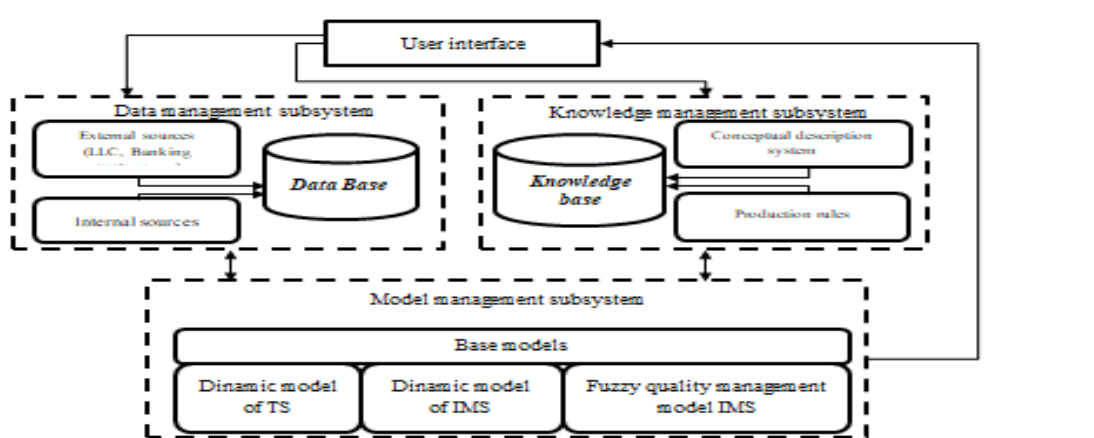 User interface
Data management subsystem
External sources
(LLC, Banking
Data Base
Internal sources
Knowledge management subsystem
Conceptual description
system
Knowledge
base
Production rules
Model management subsystem
Base models
Dinamic model
of TS
Dinamic model
of IMS
Fuzzy quality management
model IMS